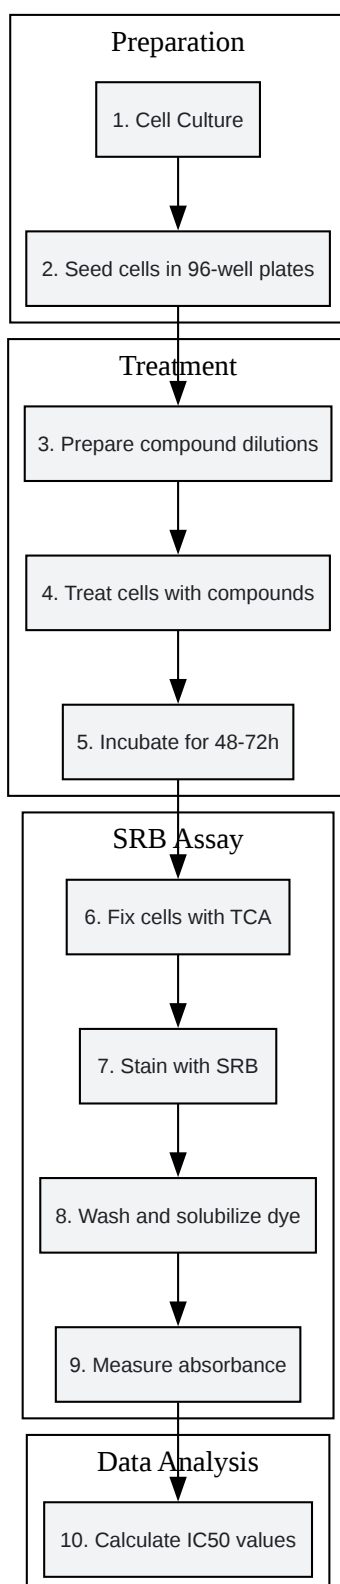 Preparation
1. Cell Culture
2. Seed cells in 96-well plates
Treatment
3. Prepare compound dilutions
4. Treat cells with compounds
5. Incubate for 48-72h
SRB Assay
6. Fix cells with TCA
7. Stain with SRB
8. Wash and solubilize dye
9. Measure absorbance
Data Analysis
10. Calculate IC50 values